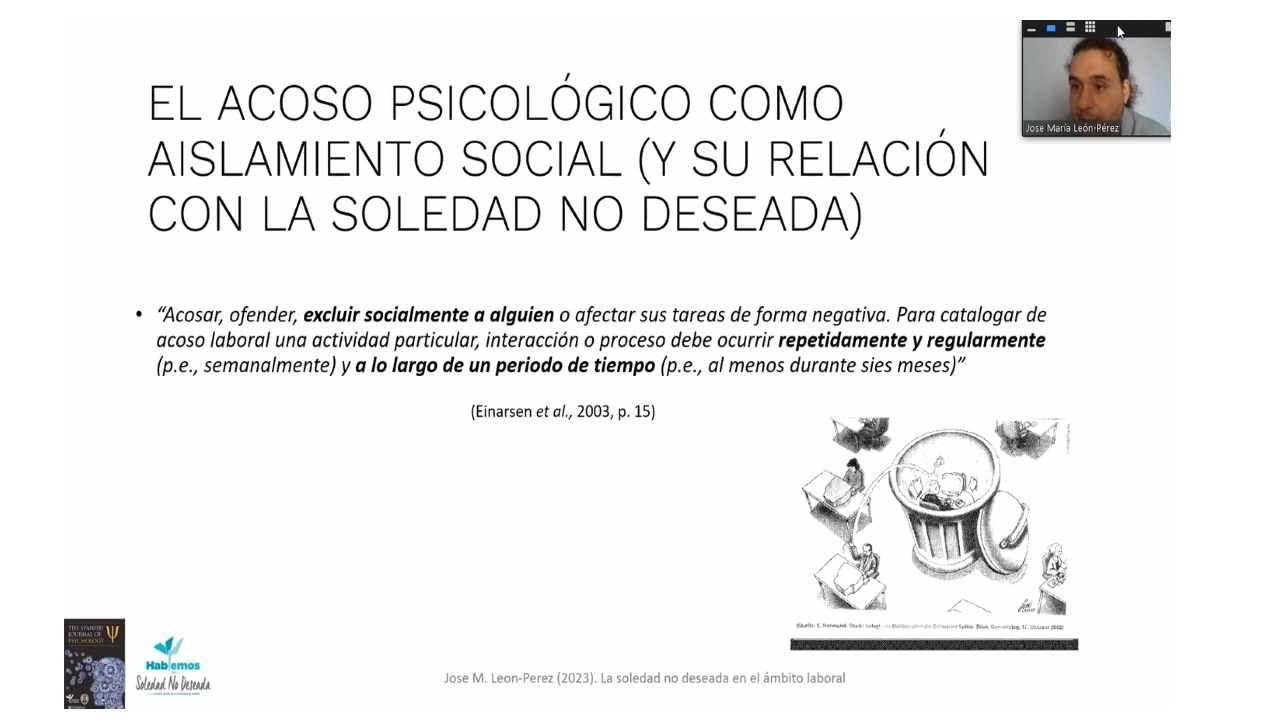 EL ACOSO PSICOLÓGICO COMO
AISLAMIENTO SOCIAL (Y SU RELACIÓN
CON LA SOLEDAD NO DESEADA)
Jose María León-Pérez
• “Acosar, ofender, excluir socialmente a alguien o afectar sus tareas de forma negativa. Para catalogar de
acoso laboral una actividad particular, interacción o proceso debe ocurrir repetidamente y regularmente
(p.e., semanalmente) y a lo largo de un periodo de tiempo (p.e., al menos durante sies meses)”
(Einarsen et al., 2003, p. 15)
THE SPANISH
JOURNAL OF
PSYCHOLOGY
Hablemos
Soledad No Deseada
Jose M. Leon-Perez (2023). La soledad no deseada en el ámbito laboral